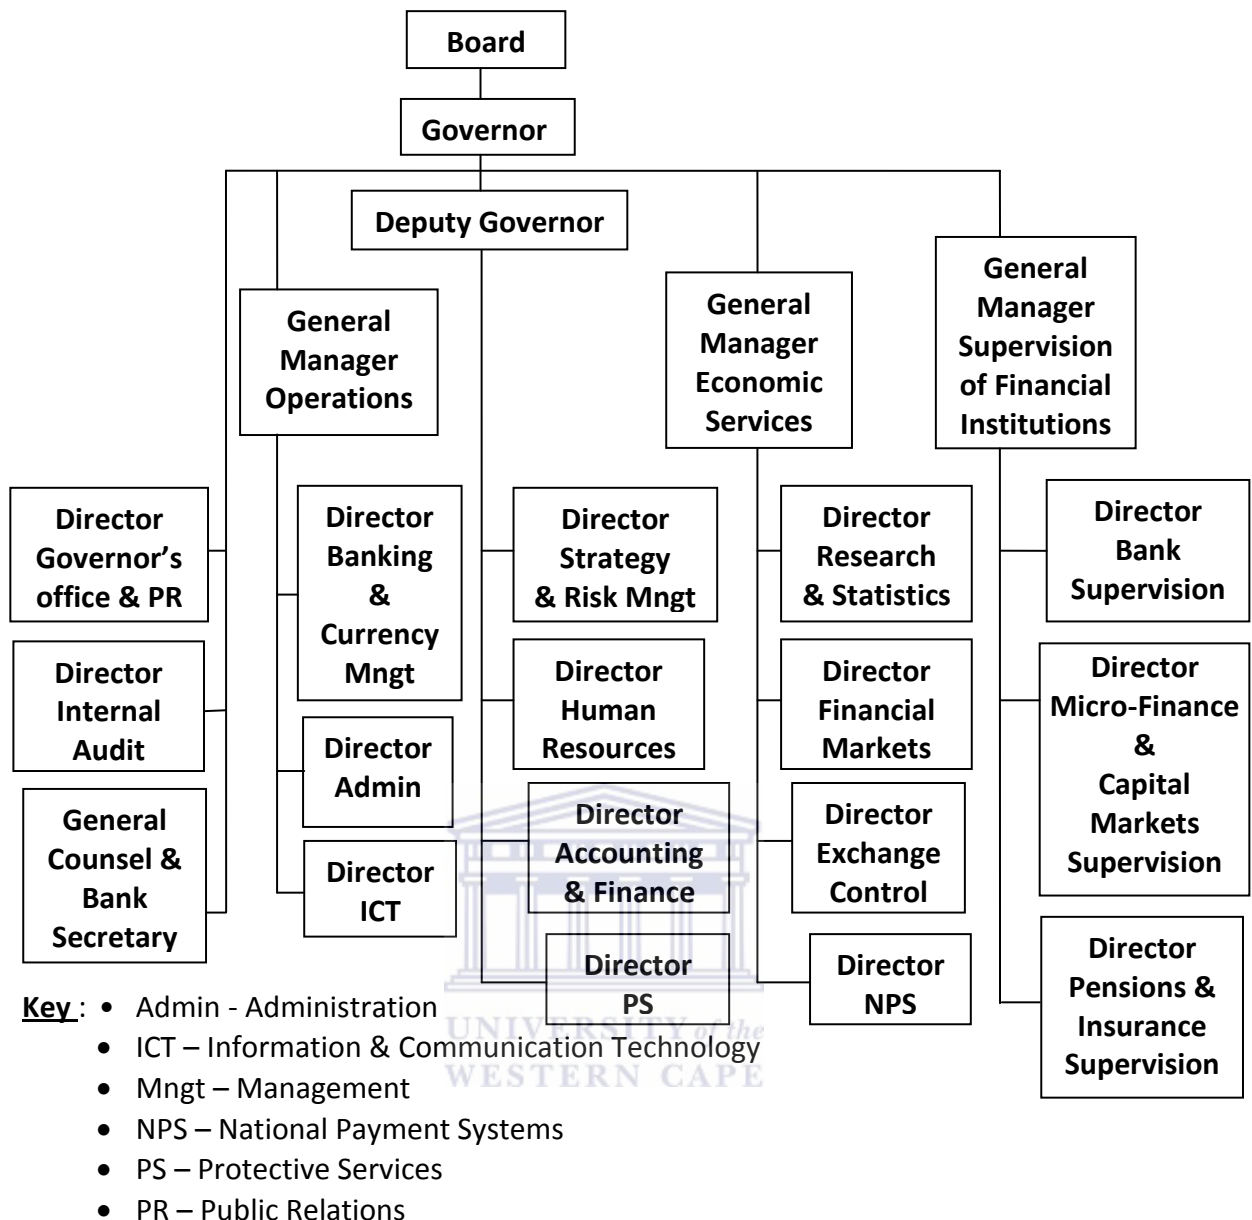 Board
Governor
Deputy Governor
General
Manager
Operations
General
Manager
Economic
Services
General
Manager
Supervision
of Financial
Institutions
Director
Governor’s
office & PR
Director
Internal
Audit
General
Counsel &
Bank
Secretary
Director
Banking
&
Currency
Mngt
Director
Admin
Director
ICT
Director
Strategy
& Risk Mngt
Director
Human
Resources
Director
Accounting
& Finance
Director
PS
Director
Research
& Statistics
Director
Financial
Markets
Director
Exchange
Control
Director
NPS
Director
Bank
Supervision
Director
Micro-Finance
&
Capital
Markets
Supervision
Director
Pensions &
Insurance
Supervision
Key : • Admin - Administration
• ICT – Information & Communication Technology
• Mngt – Management
• NPS – National Payment Systems
• PS – Protective Services
• PR – Public Relations
UNIVERSITY of the
WESTERN CAPE